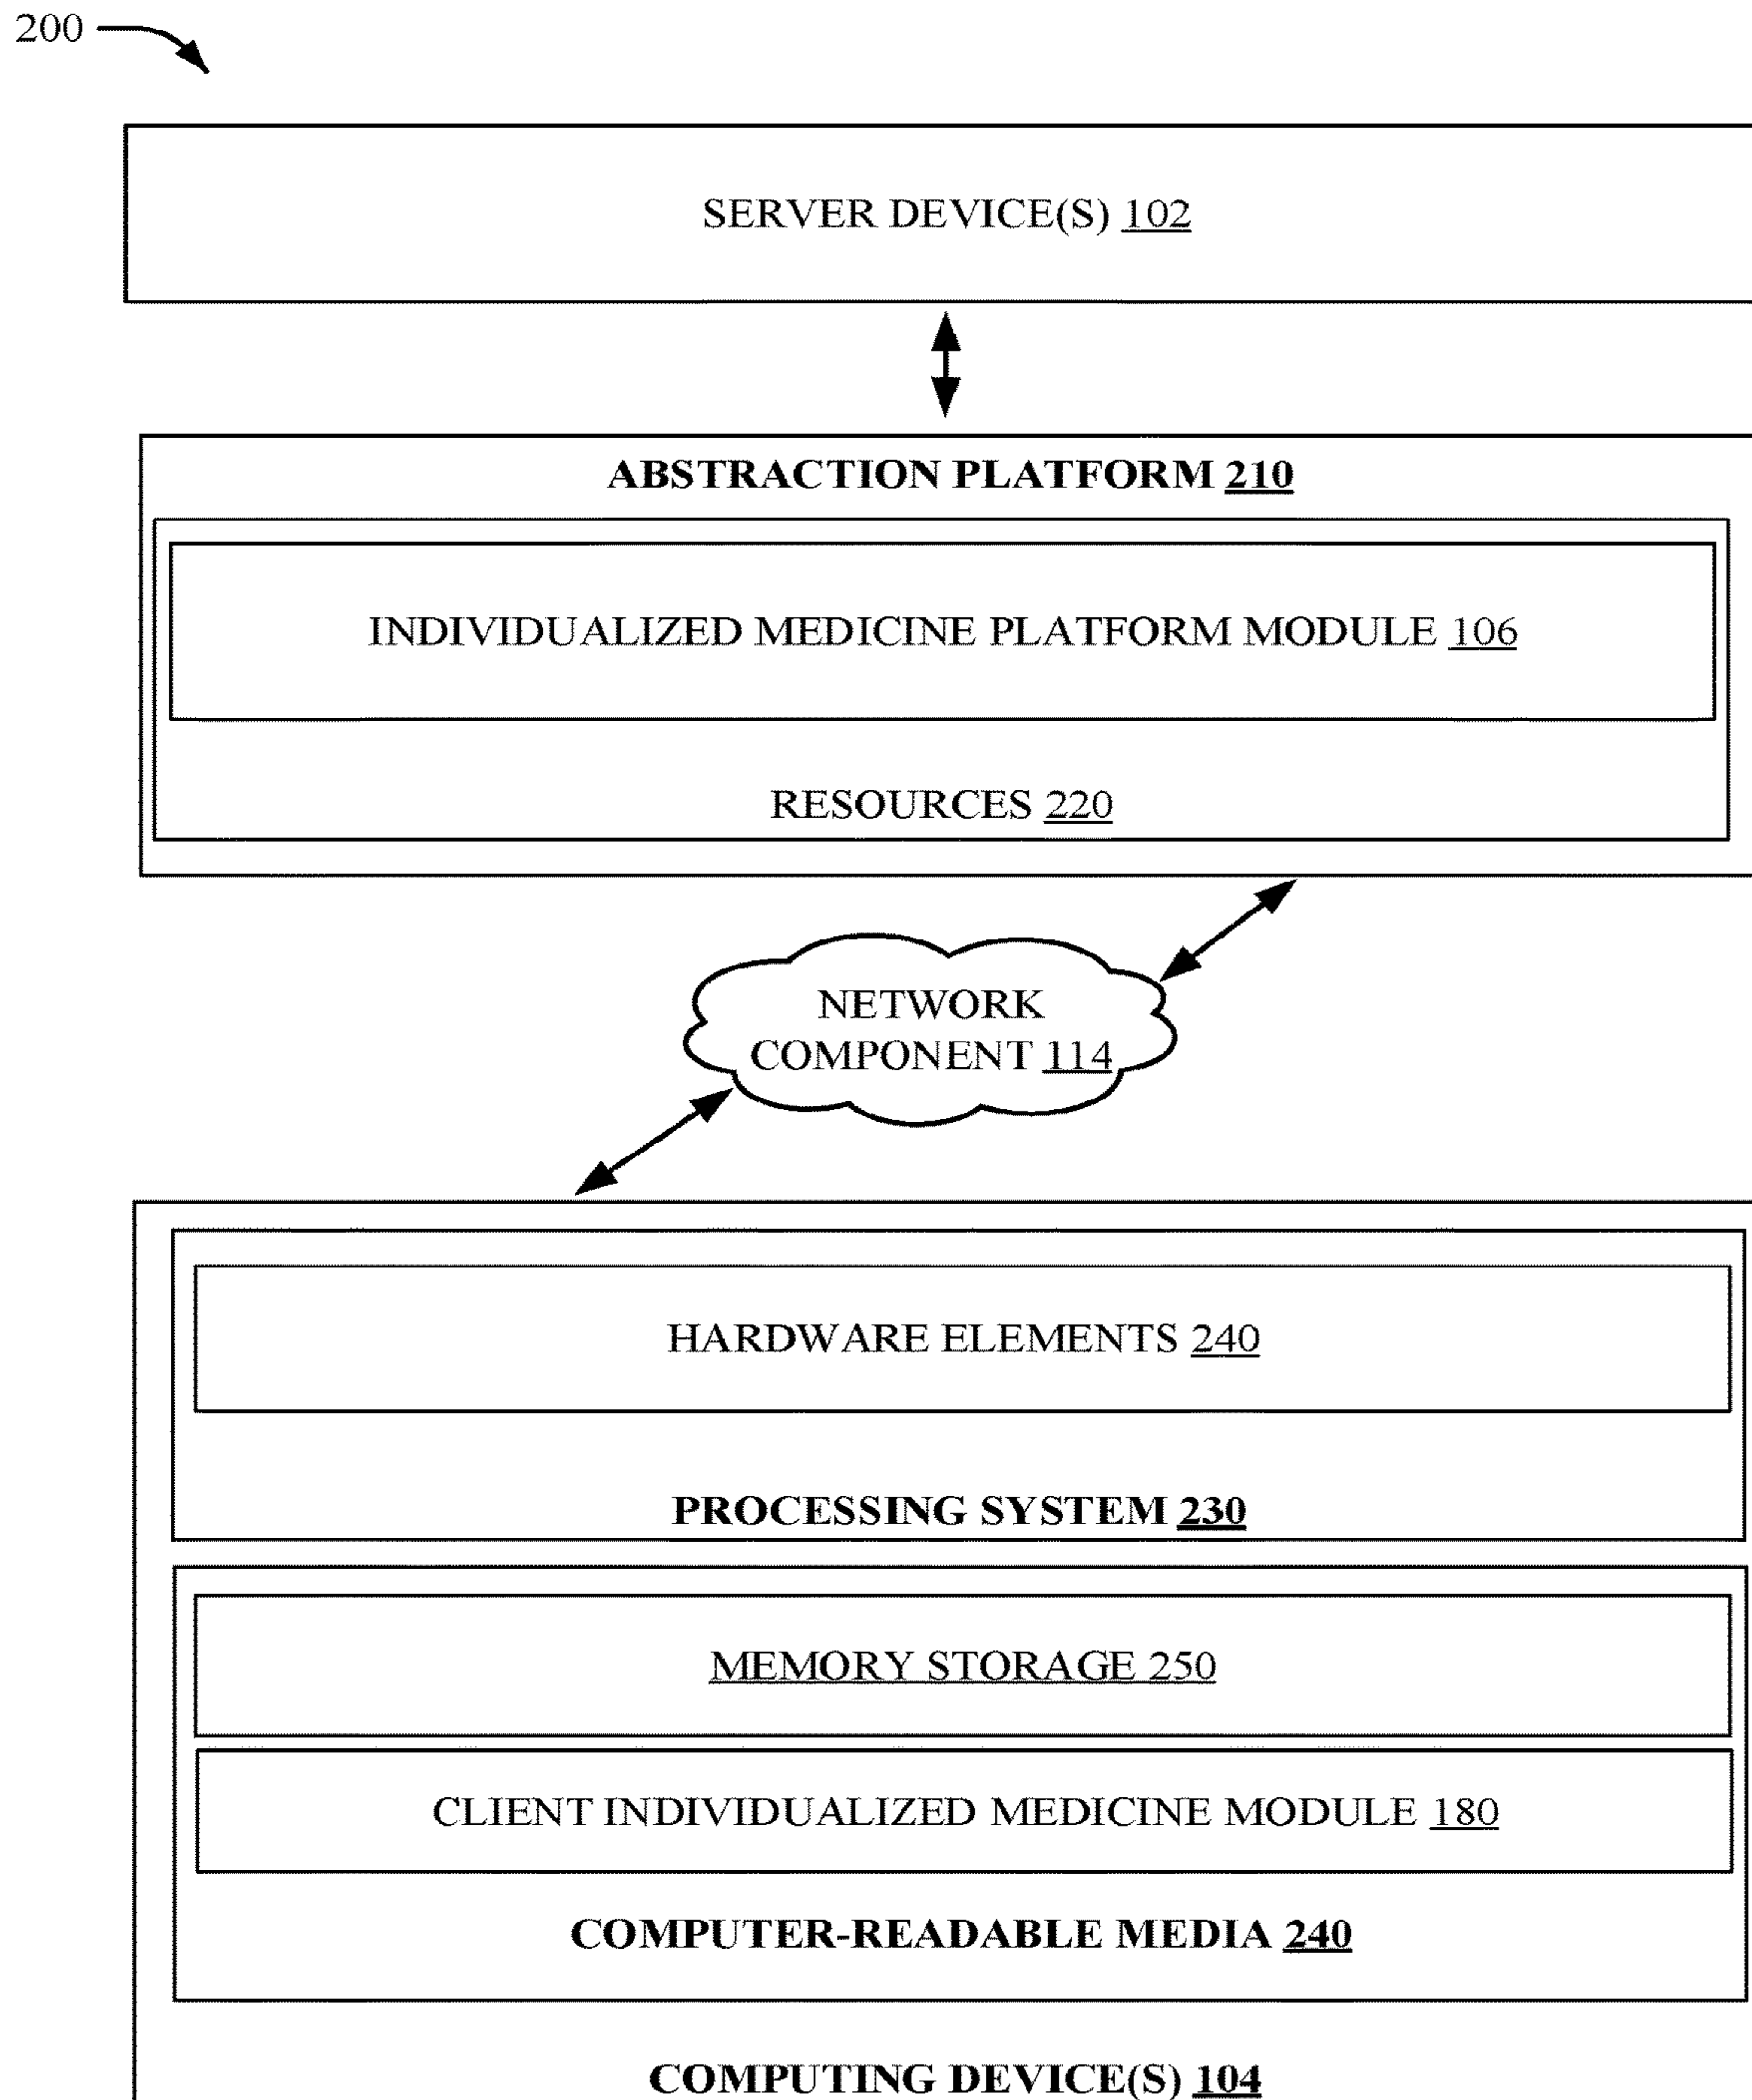 200
SERVER DEVICE(S) 102
ABSTRACTION PLATFORM 210
INDIVIDUALIZED MEDICINE PLATFORM MODULE 106
RESOURCES 220
NETWORK
COMPONENT 114
HARDWARE ELEMENTS 240
PROCESSING SYSTEM 230
MEMORY STORAGE 250
CLIENT INDIVIDUALIZED MEDICINE MODULE 180
COMPUTER-READABLE MEDIA 240
COMPUTING DEVICE(S) 104